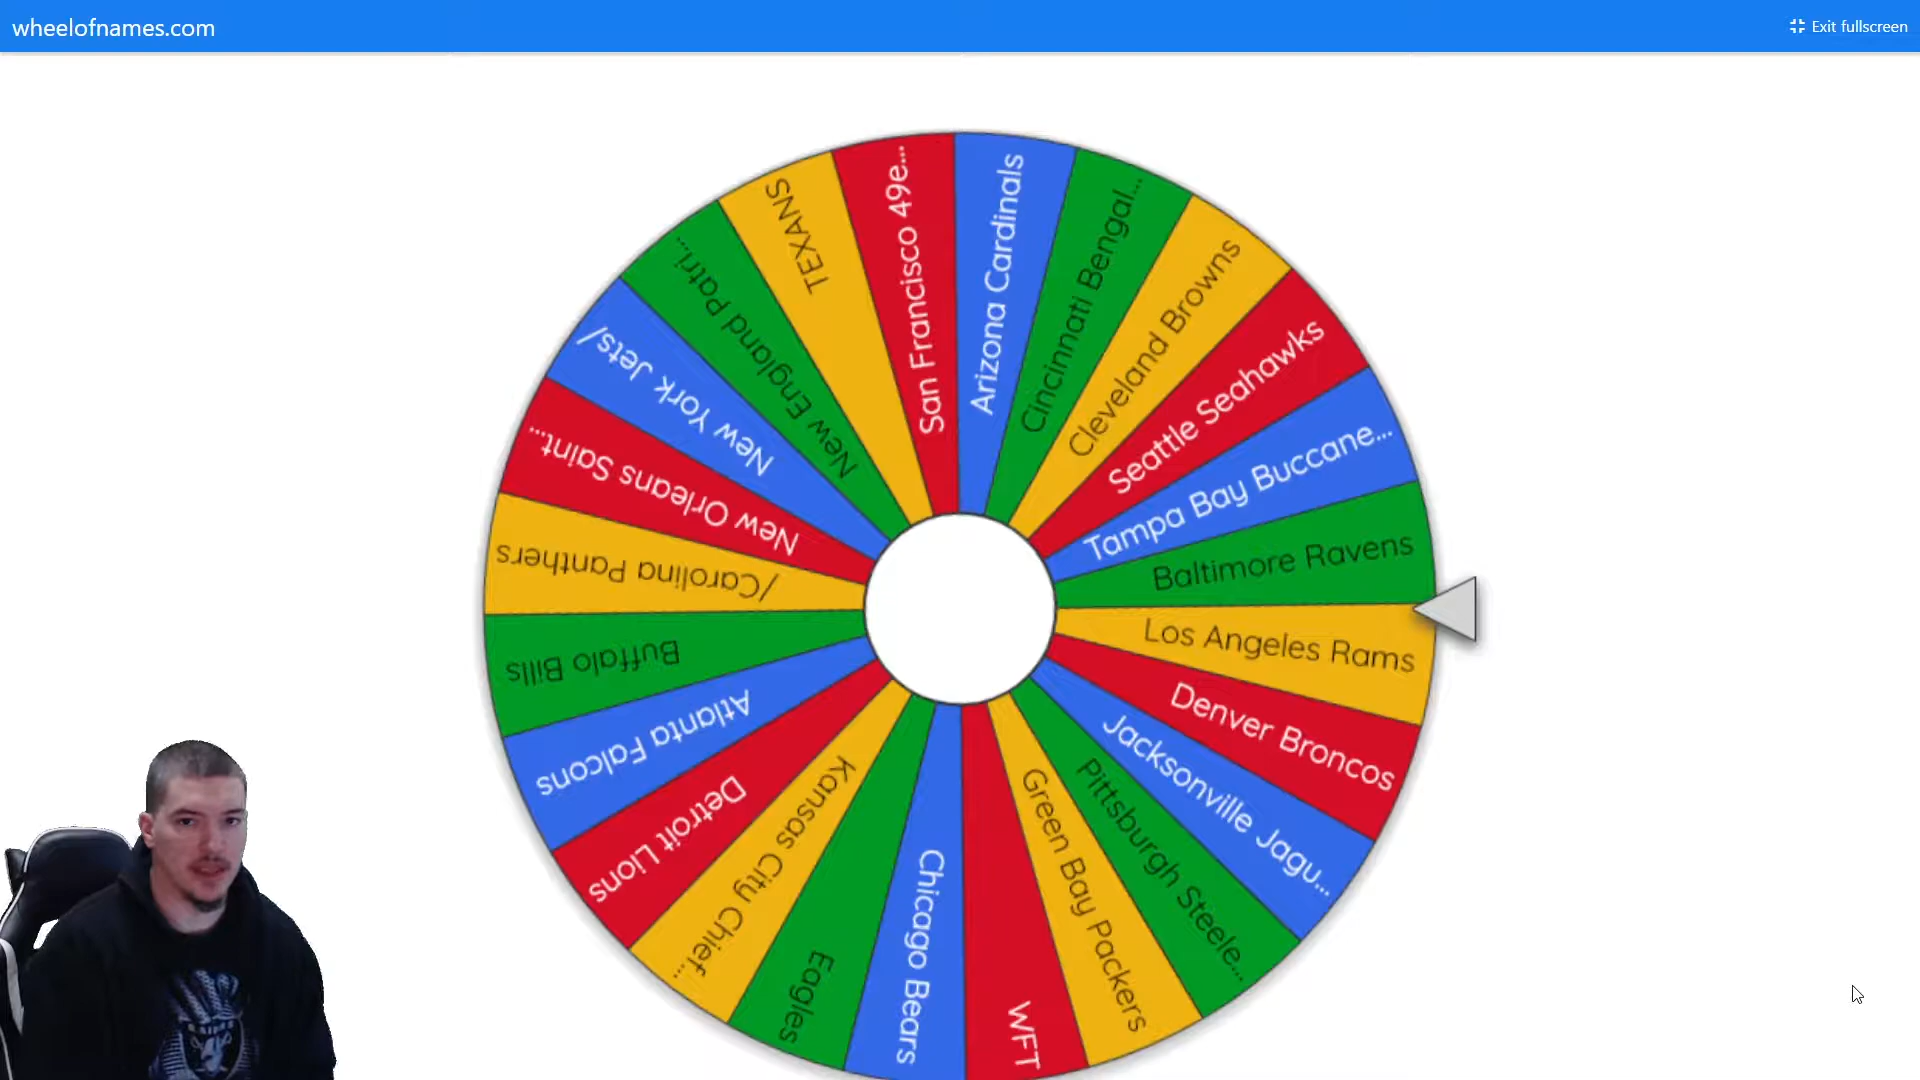 wheelofnames.com
Exit fullscreen
San Francisco 49e...
Arizona Cardinals
Cincinnati Bengal...
Cleveland Browns
Seattle Seahawks
Tampa Bay Buccane...
Baltimore Ravens
Los Angeles Rams
Denver Broncos
Jacksonville Jagu...
Pittsburgh Steele...
Green Bay Packers
WFT
Chicago Bears
Eagles
Kansas City Chief...
Detroit Lions
Atlanta Falcons
Buffalo Bills
/Carolina Panthers
New Orleans Saint...
New York Jets/
New England Patri...
TEXANS